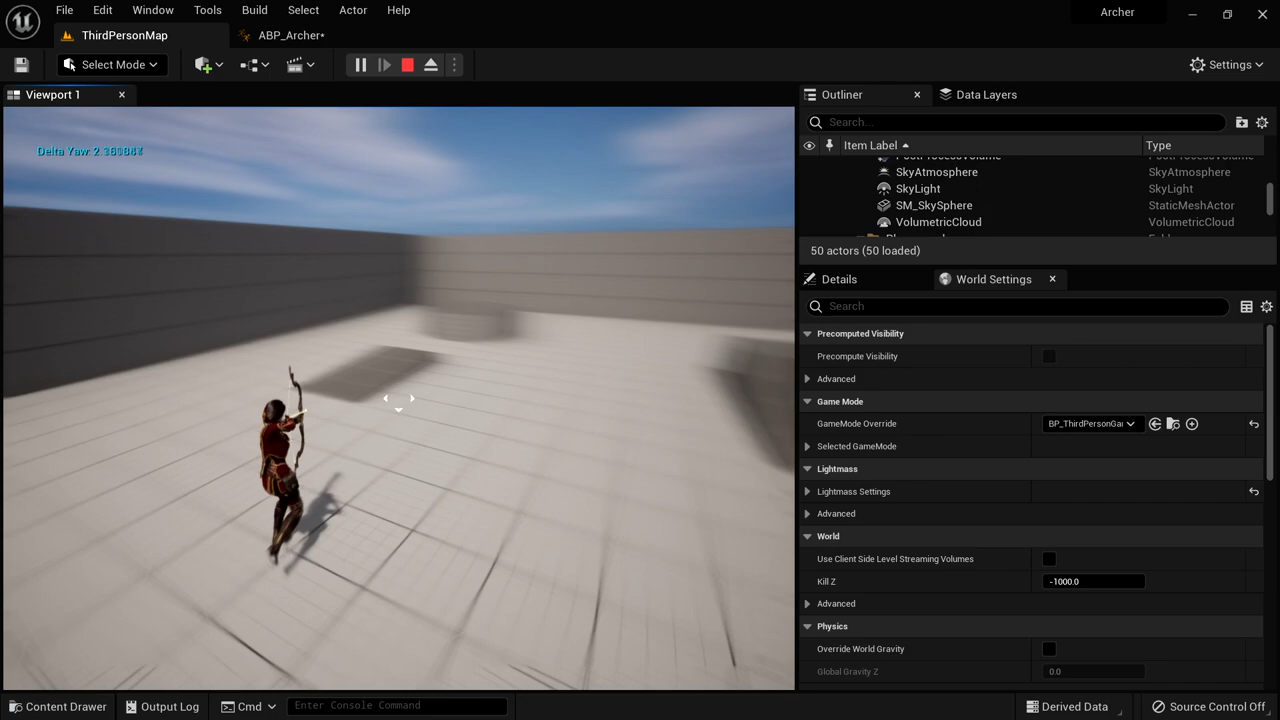 File Edit Window Tools Build Select Actor Help
Archer
ThirdPersonMap
ABP_Archer*
Select Mode
Settings
Viewport 1
Delta Yaw
Outliner
Data Layers
Search...
Item Label
Type
SkyAtmosphere SkyAtmosphere
SkyLight SkyLight
SM_SkySphere StaticMeshActor
VolumetricCloud VolumetricCloud
50 actors (50 loaded)
Details
World Settings
Search
Precomputed Visibility
Precompute Visibility
Advanced
Game Mode
GameMode Override BP_ThirdPersonGa
Selected GameMode
Lightmass
Lightmass Settings
Advanced
World
Use Client Side Level Streaming Volumes
Kill Z -1000.0
Advanced
Physics
Override World Gravity
Global Gravity Z 0.0
Content Drawer
Output Log
Cmd
Enter Console Command
Derived Data
Source Control Off